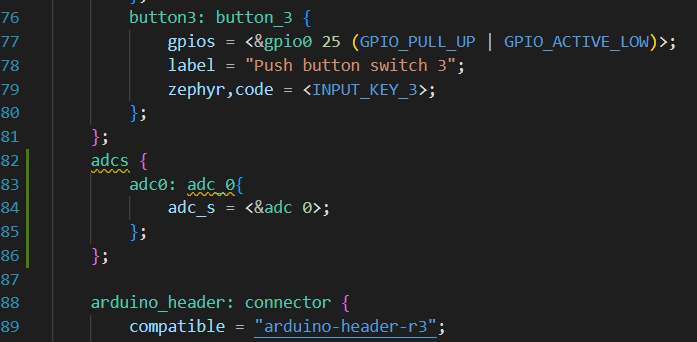 76 button3: button_3 {
77 gpios = <&gpio0 25 (GPIO_PULL_UP | GPIO_ACTIVE_LOW)>;
78 label = "Push button switch 3";
79 zephyr,code = <INPUT_KEY_3>;
80 };
81 };
82 adcs {
83 adc0: adc_0{
84 adc_s = <&adc 0>;
85 };
86 };
87
88 arduino_header: connector {
89 compatible = "arduino-header-r3";